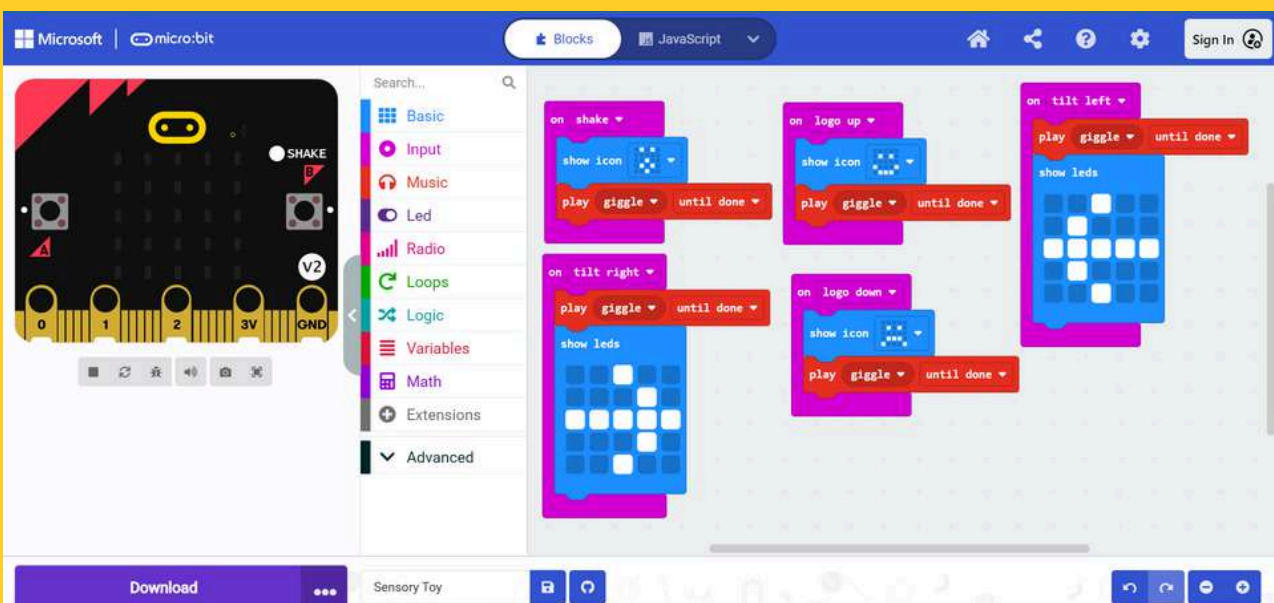 Microsoft | micro:bit
Blocks
JavaScript
Sign In
SHAKE
B
A
V2
0
1
2
3V
GND
Search...
Basic
Input
Music
Led
Radio
Loops
Logic
Variables
Math
Extensions
Advanced
on shake
show icon
play giggle until done
on logo up
show icon
play giggle until done
on tilt left
play giggle until done
show leds
on tilt right
play giggle until done
show leds
on logo down
show icon
play giggle until done
Download
Sensory Toy